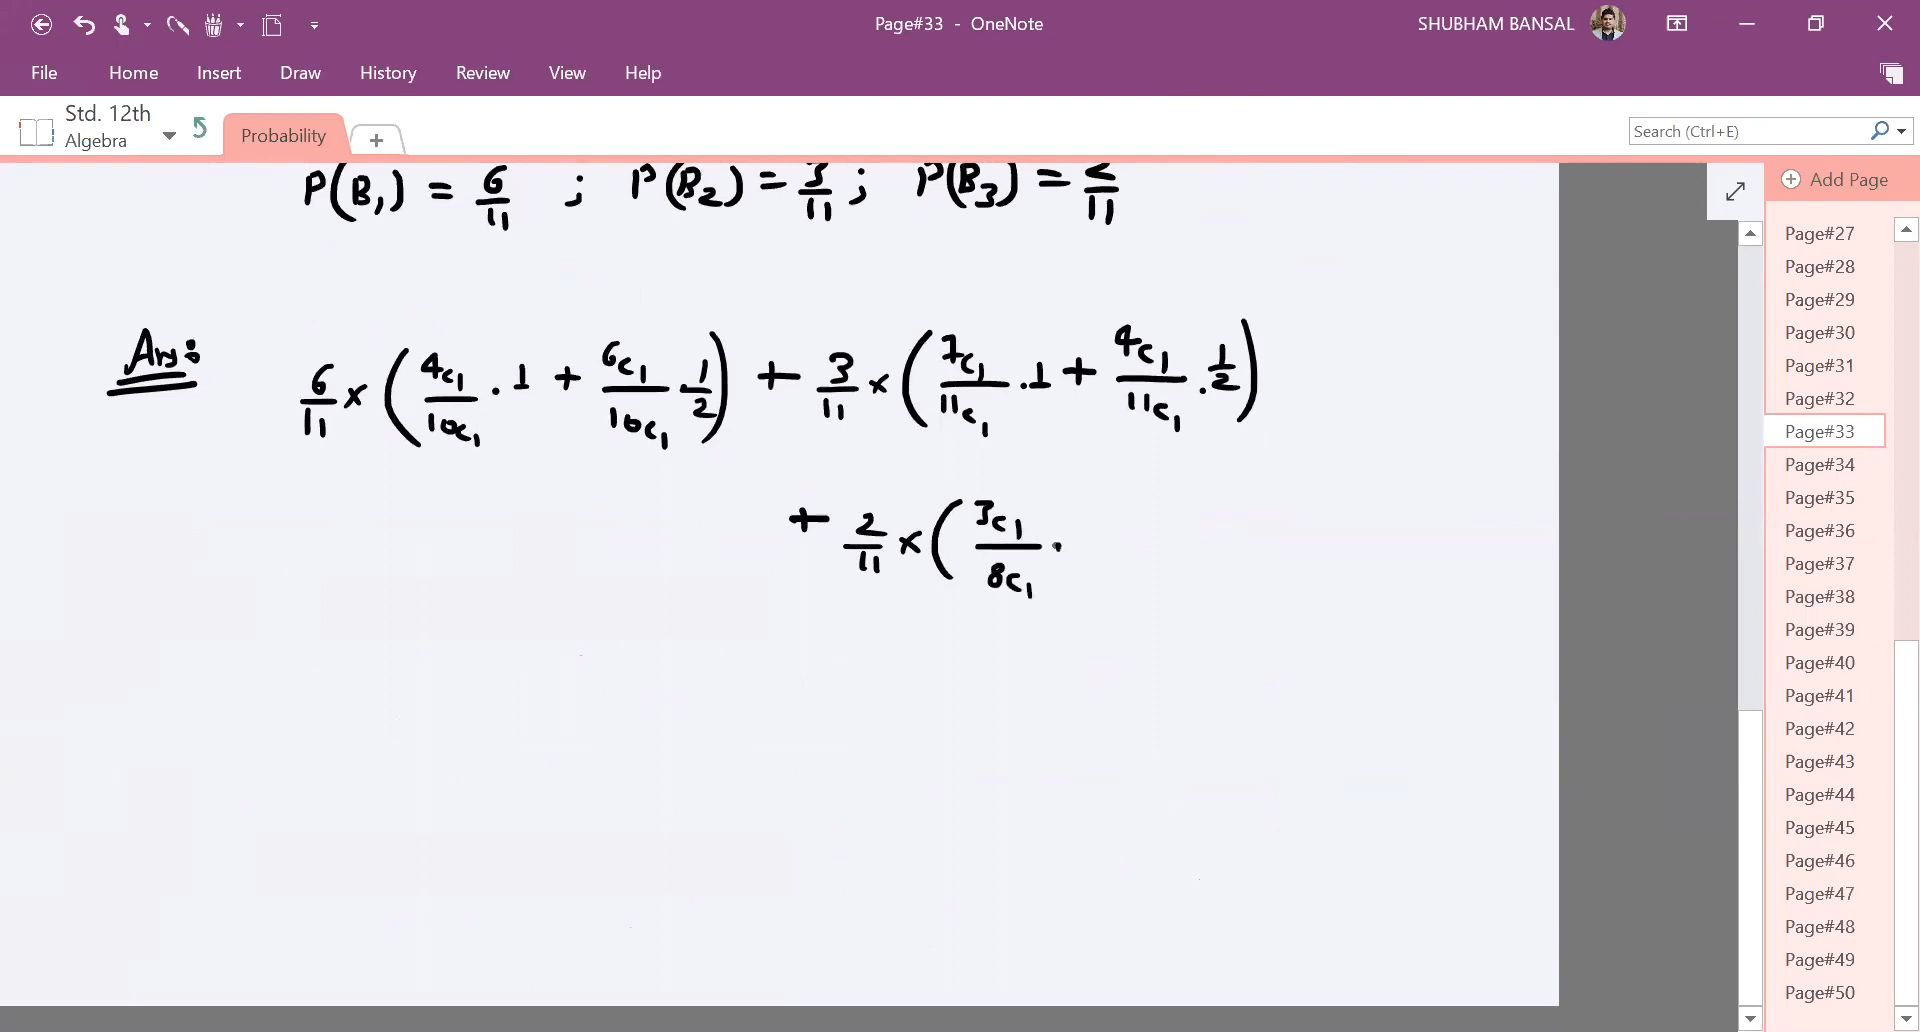 Page#33 - OneNote
SHUBHAM BANSAL
File Home Insert Draw History Review View Help
Std. 12th
Algebra
Probability
Search (Ctrl+E)
Add Page
P(B₁) = 6/11 ; P(B₂) = 3/11 ; P(B₃) = 2/11
Ans:
6/11 × (4c₁/10c₁ . 1 + 6c₁/10c₁ . 1/2) + 3/11 × (7c₁/11c₁ . 1 + 4c₁/11c₁ . 1/2)
+ 2/11 × (3c₁/8c₁ .
Page#27
Page#28
Page#29
Page#30
Page#31
Page#32
Page#33
Page#34
Page#35
Page#36
Page#37
Page#38
Page#39
Page#40
Page#41
Page#42
Page#43
Page#44
Page#45
Page#46
Page#47
Page#48
Page#49
Page#50